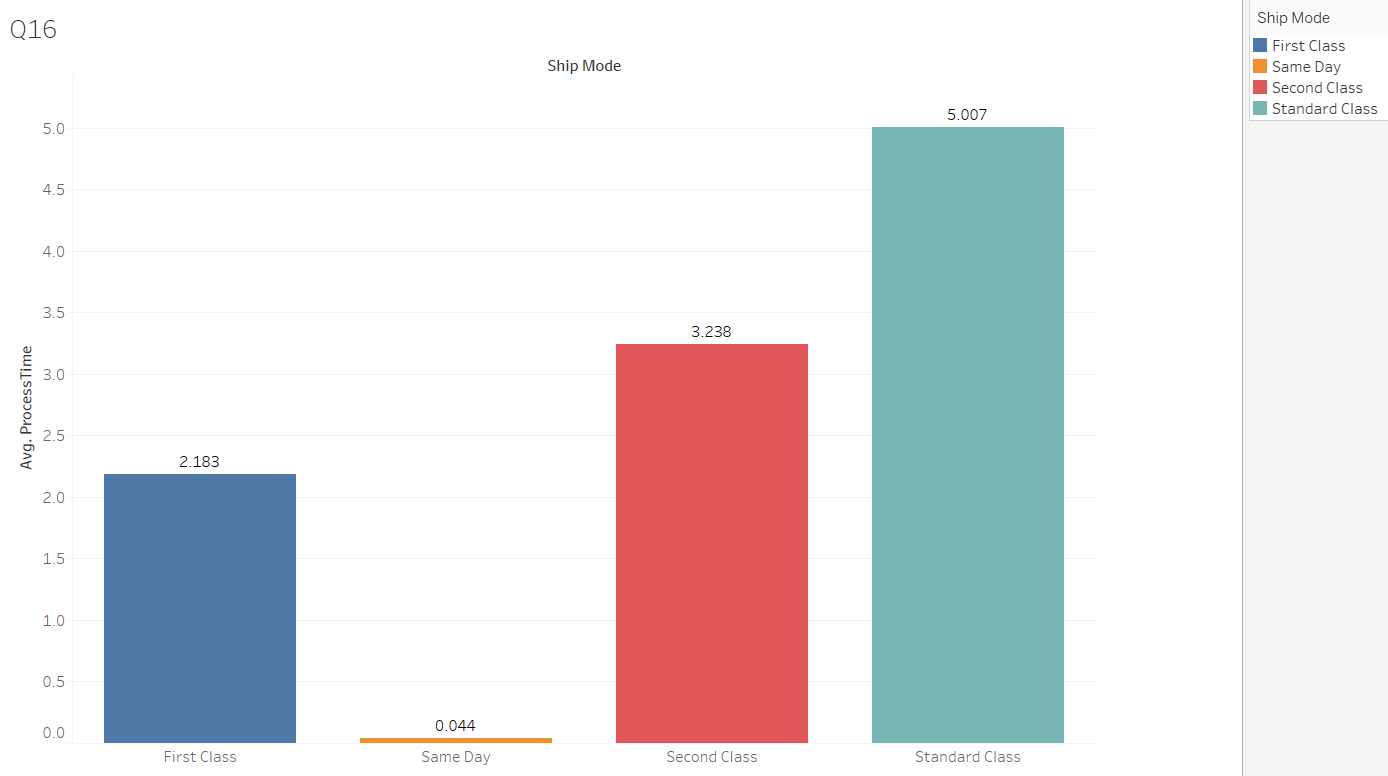 Q16
Ship Mode
5.0
4.5
4.0
3.5
3.0
2.5
2.0
1.5
1.0
0.5
0.0
Avg. ProcessTime
2.183
0.044
3.238
5.007
First Class
Same Day
Second Class
Standard Class
Ship Mode
First Class
Same Day
Second Class
Standard Class